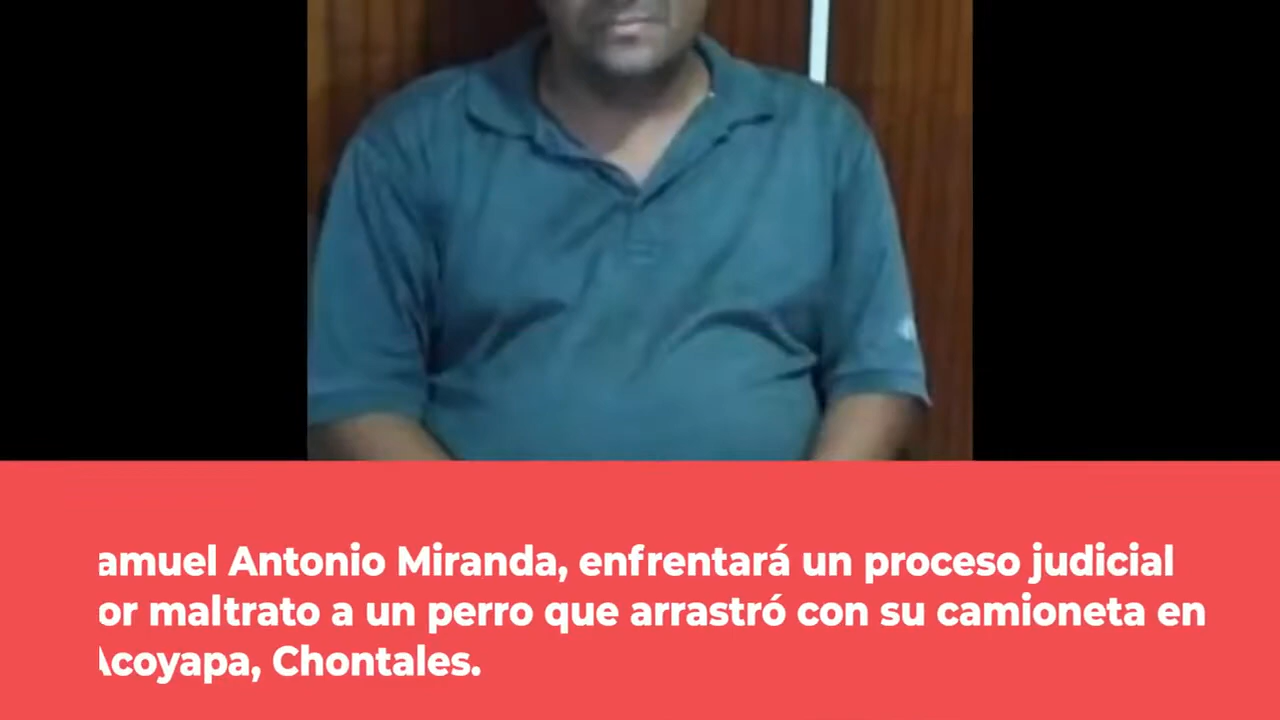 amuel Antonio Miranda, enfrentará un proceso judicial
or maltrato a un perro que arrastró con su camioneta en
Acoyapa, Chontales.